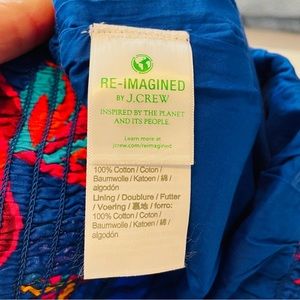 RE-IMAGINED
BY J.CREW
INSPIRED BY THE PLANET
AND ITS PEOPLE.
Learn more at
jcrew.com/reimagined
100% Cotton / Coton /
Baumwolle / Katoen / 綿 /
algodón
Lining / Doublure / Futter
/ Voering / 裏地 / forro:
100% Cotton / Coton /
Baumwolle / Katoen / 綿 /
algodón